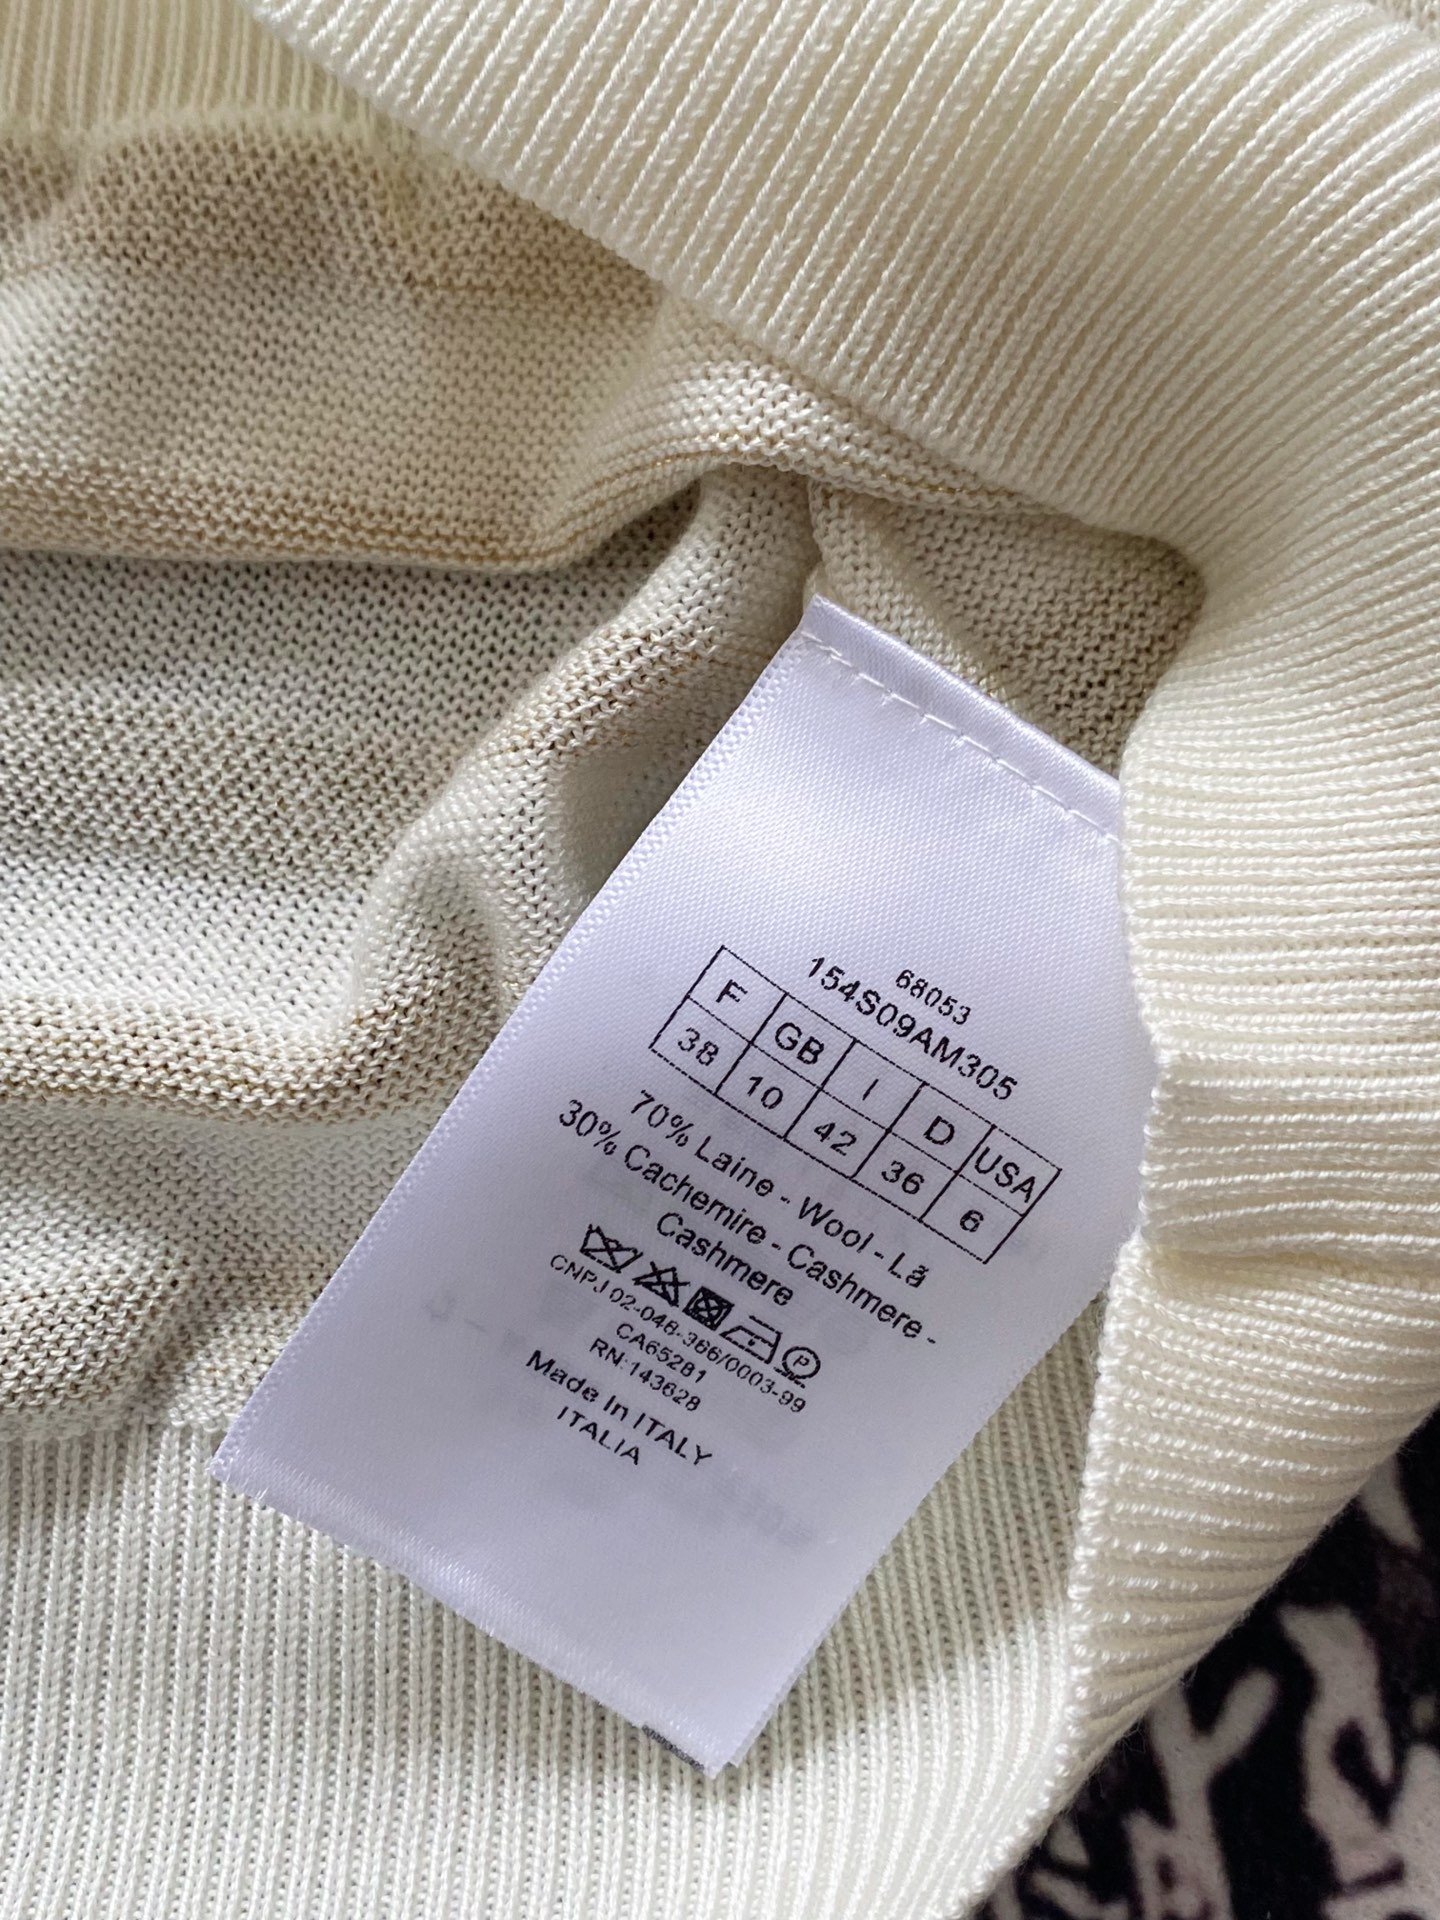 68053
154S09AM305
F GB I D USA
38 10 42 36 6
70% Laine - Wool - Lã
30% Cachemire - Cashmere -
Cashmere
P
CNPJ 02-046-366/0003-99
CA65281
RN:143628
Made In ITALY
ITALIA